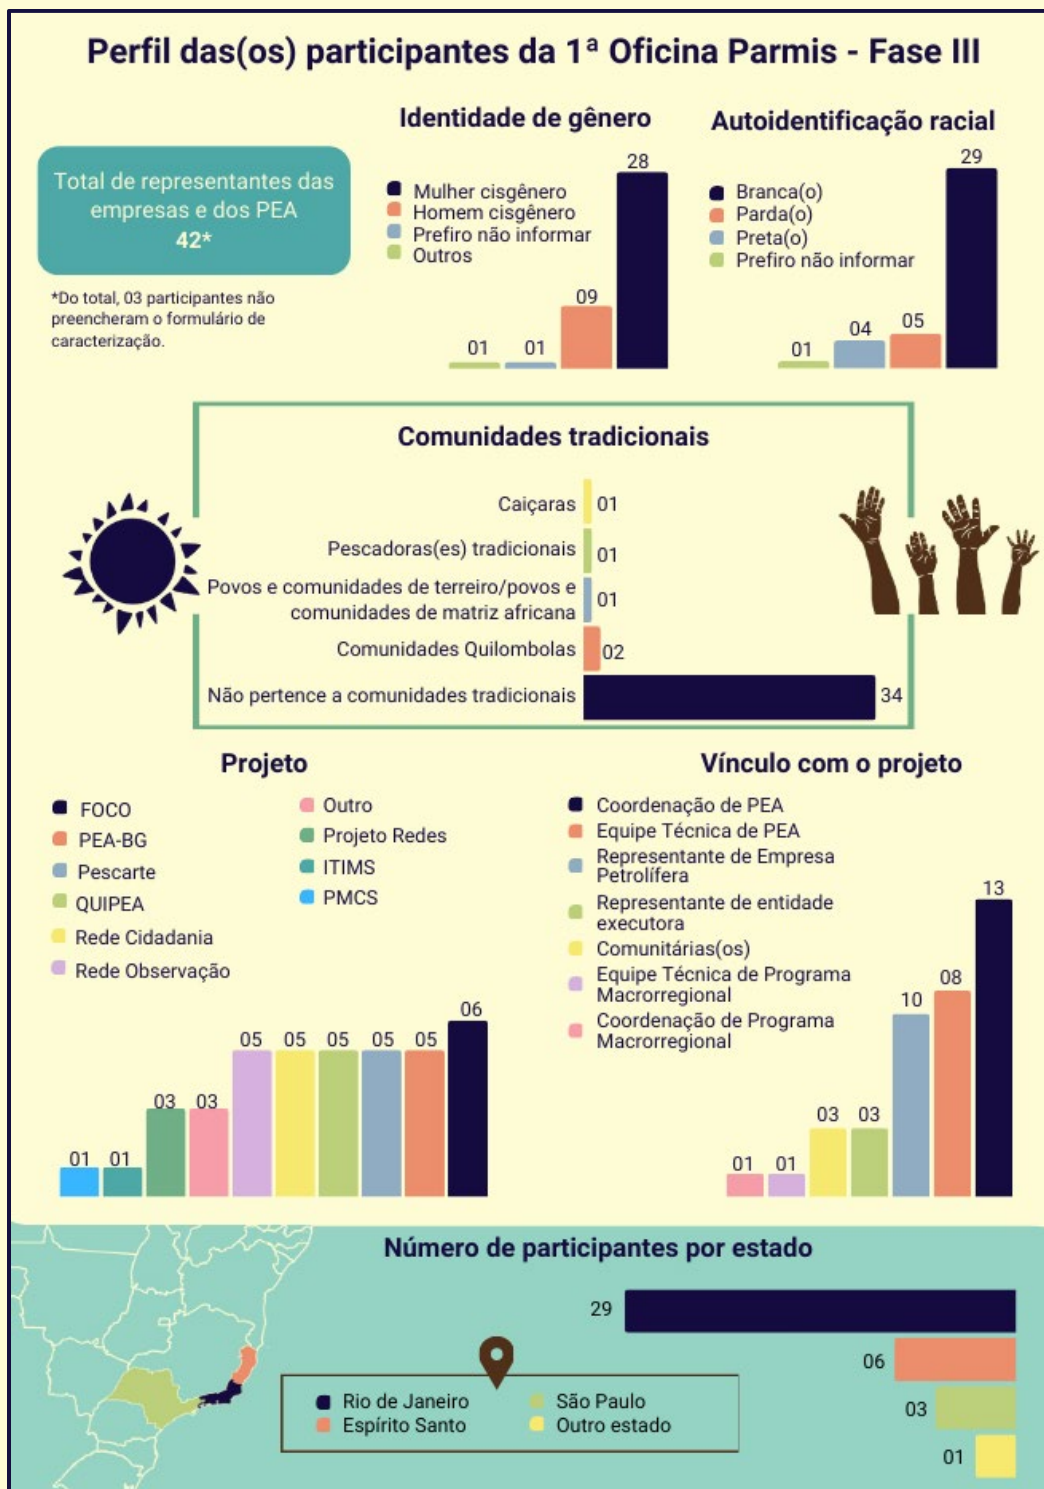 Perfil das(os) participantes da 1ª Oficina Parmis - Fase III
Total de representantes das
empresas e dos PEA
42*
*Do total, 03 participantes não
preencheram o formulário de
caracterização.
Identidade de gênero
Mulher cisgênero
Homem cisgênero
Prefiro não informar
Outros
01
01
09
28
Autoidentificação racial
Branca(o)
Parda(o)
Preta(o)
Prefiro não informar
01
04
05
29
Comunidades tradicionais
Caiçaras 01
Pescadoras(es) tradicionais 01
Povos e comunidades de terreiro/povos e
comunidades de matriz africana 01
Comunidades Quilombolas 02
Não pertence a comunidades tradicionais 34
Projeto
FOCO
PEA-BG
Pescarte
QUIPEA
Rede Cidadania
Rede Observação
Outro
Projeto Redes
ITIMS
PMCS
01
01
03
03
05
05
05
05
05
06
Vínculo com o projeto
Coordenação de PEA
Equipe Técnica de PEA
Representante de Empresa
Petrolífera
Representante de entidade
executora
Comunitárias(os)
Equipe Técnica de Programa
Macrorregional
Coordenação de Programa
Macrorregional
01
01
03
03
10
08
13
Número de participantes por estado
29
06
03
01
Rio de Janeiro
Espírito Santo
São Paulo
Outro estado